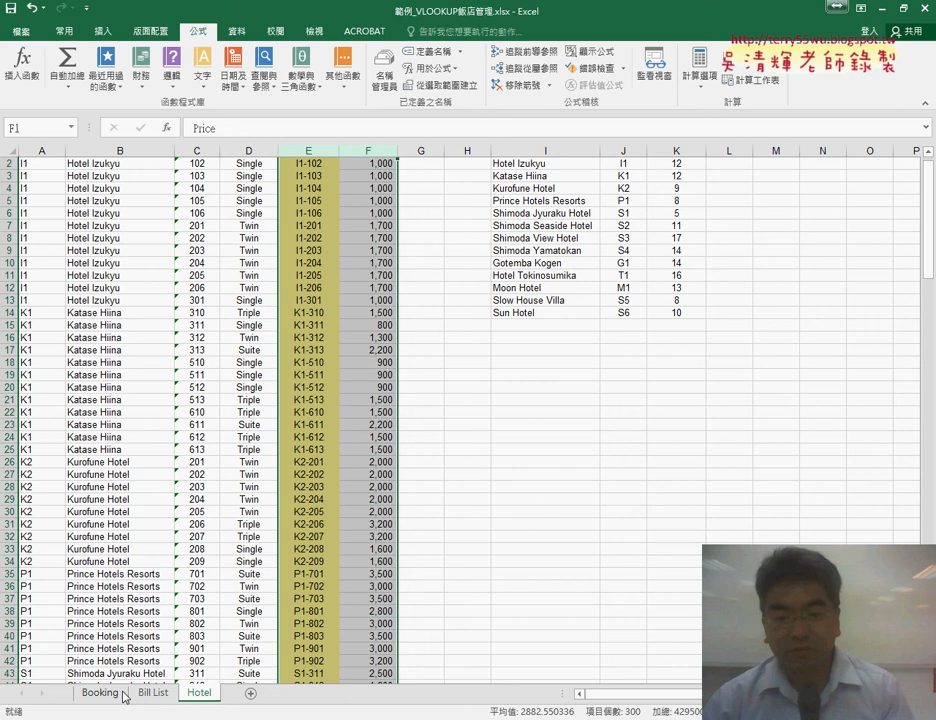 範例_VLOOKUP飯店管理.xlsx - Excel
檔案 常用 插入 版面配置 公式 資料 校閱 檢視 ACROBAT 告訴我您想要執行的動作... 登入 共用
http://terry55wu.blogspot.tw
吳清輝老師錄製
插入函數 自動加總 最近用過的函數 財務 邏輯 文字 日期及時間 查閱與參照 數學與三角函數 其他函數 名稱管理員 定義名稱 用於公式 從選取範圍建立 追蹤前導參照 追蹤從屬參照 移除箭號 顯示公式 錯誤檢查 評估值公式 監看視窗 計算選項 計算工作表
函數程式庫 已定義之名稱 公式稽核 計算
F1 fx Price
A B C D E F G H I J K L M N O P
2 I1 Hotel Izukyu 102 Single I1-102 1,000 Hotel Izukyu I1 12
3 I1 Hotel Izukyu 103 Single I1-103 1,000 Katase Hiina K1 12
4 I1 Hotel Izukyu 104 Single I1-104 1,000 Kurofune Hotel K2 9
5 I1 Hotel Izukyu 105 Single I1-105 1,000 Prince Hotels Resorts P1 8
6 I1 Hotel Izukyu 106 Single I1-106 1,000 Shimoda Jyuraku Hotel S1 5
7 I1 Hotel Izukyu 201 Twin I1-201 1,700 Shimoda Seaside Hotel S2 11
8 I1 Hotel Izukyu 202 Twin I1-202 1,700 Shimoda View Hotel S3 17
9 I1 Hotel Izukyu 203 Twin I1-203 1,700 Shimoda Yamatokan S4 14
10 I1 Hotel Izukyu 204 Twin I1-204 1,700 Gotemba Kogen G1 14
11 I1 Hotel Izukyu 205 Twin I1-205 1,700 Hotel Tokinosumika T1 16
12 I1 Hotel Izukyu 206 Twin I1-206 1,700 Moon Hotel M1 13
13 I1 Hotel Izukyu 301 Single I1-301 1,000 Slow House Villa S5 8
14 K1 Katase Hiina 310 Triple K1-310 1,500 Sun Hotel S6 10
15 K1 Katase Hiina 311 Single K1-311 800
16 K1 Katase Hiina 312 Twin K1-312 1,300
17 K1 Katase Hiina 313 Suite K1-313 2,200
18 K1 Katase Hiina 510 Single K1-510 900
19 K1 Katase Hiina 511 Single K1-511 900
20 K1 Katase Hiina 512 Single K1-512 900
21 K1 Katase Hiina 513 Triple K1-513 1,500
22 K1 Katase Hiina 610 Triple K1-610 1,500
23 K1 Katase Hiina 611 Suite K1-611 2,200
24 K1 Katase Hiina 612 Triple K1-612 1,500
25 K1 Katase Hiina 613 Triple K1-613 1,500
26 K2 Kurofune Hotel 201 Twin K2-201 2,000
27 K2 Kurofune Hotel 202 Twin K2-202 2,000
28 K2 Kurofune Hotel 203 Twin K2-203 2,000
29 K2 Kurofune Hotel 204 Twin K2-204 2,000
30 K2 Kurofune Hotel 205 Twin K2-205 2,000
31 K2 Kurofune Hotel 206 Triple K2-206 3,200
32 K2 Kurofune Hotel 207 Triple K2-207 3,200
33 K2 Kurofune Hotel 208 Single K2-208 1,600
34 K2 Kurofune Hotel 209 Single K2-209 1,600
35 P1 Prince Hotels Resorts 701 Suite P1-701 3,500
36 P1 Prince Hotels Resorts 702 Twin P1-702 3,000
37 P1 Prince Hotels Resorts 703 Suite P1-703 3,500
38 P1 Prince Hotels Resorts 801 Single P1-801 2,800
39 P1 Prince Hotels Resorts 802 Twin P1-802 3,000
40 P1 Prince Hotels Resorts 803 Suite P1-803 3,500
41 P1 Prince Hotels Resorts 901 Twin P1-901 3,000
42 P1 Prince Hotels Resorts 902 Triple P1-902 3,200
43 S1 Shimoda Jyuraku Hotel 311 Suite S1-311 2,500
Booking Bill List Hotel
就緒 平均值: 2882.550336 項目個數: 300 加總: 429500